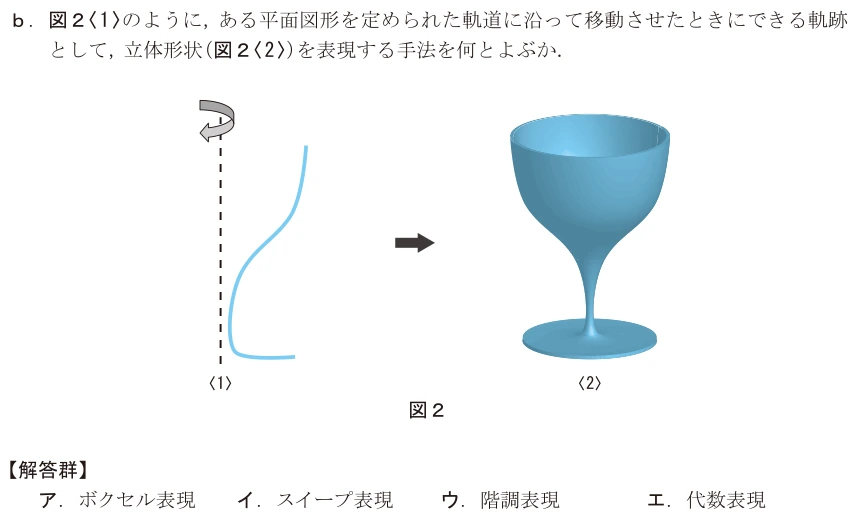 b. 図2〈1〉のように，ある平面図形を定められた軌道に沿って移動させたときにできる軌跡
として，立体形状（図2〈2〉）を表現する手法を何とよぶか．
〈1〉
〈2〉
図2
【解答群】
ア．ボクセル表現 イ．スイープ表現 ウ．階調表現 エ．代数表現